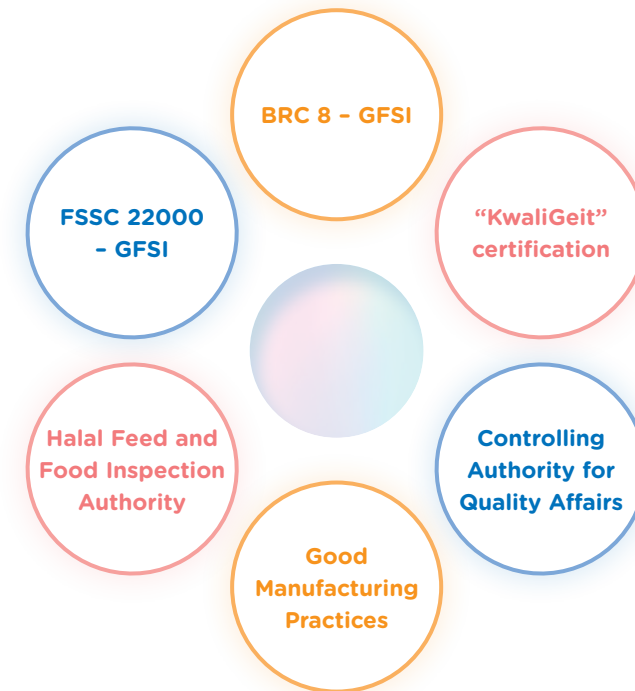 BRC 8 – GFSI
FSSC 22000
– GFSI
“KwaliGeit”
certification
Halal Feed and
Food Inspection
Authority
Controlling
Authority for
Quality Affairs
Good
Manufacturing
Practices